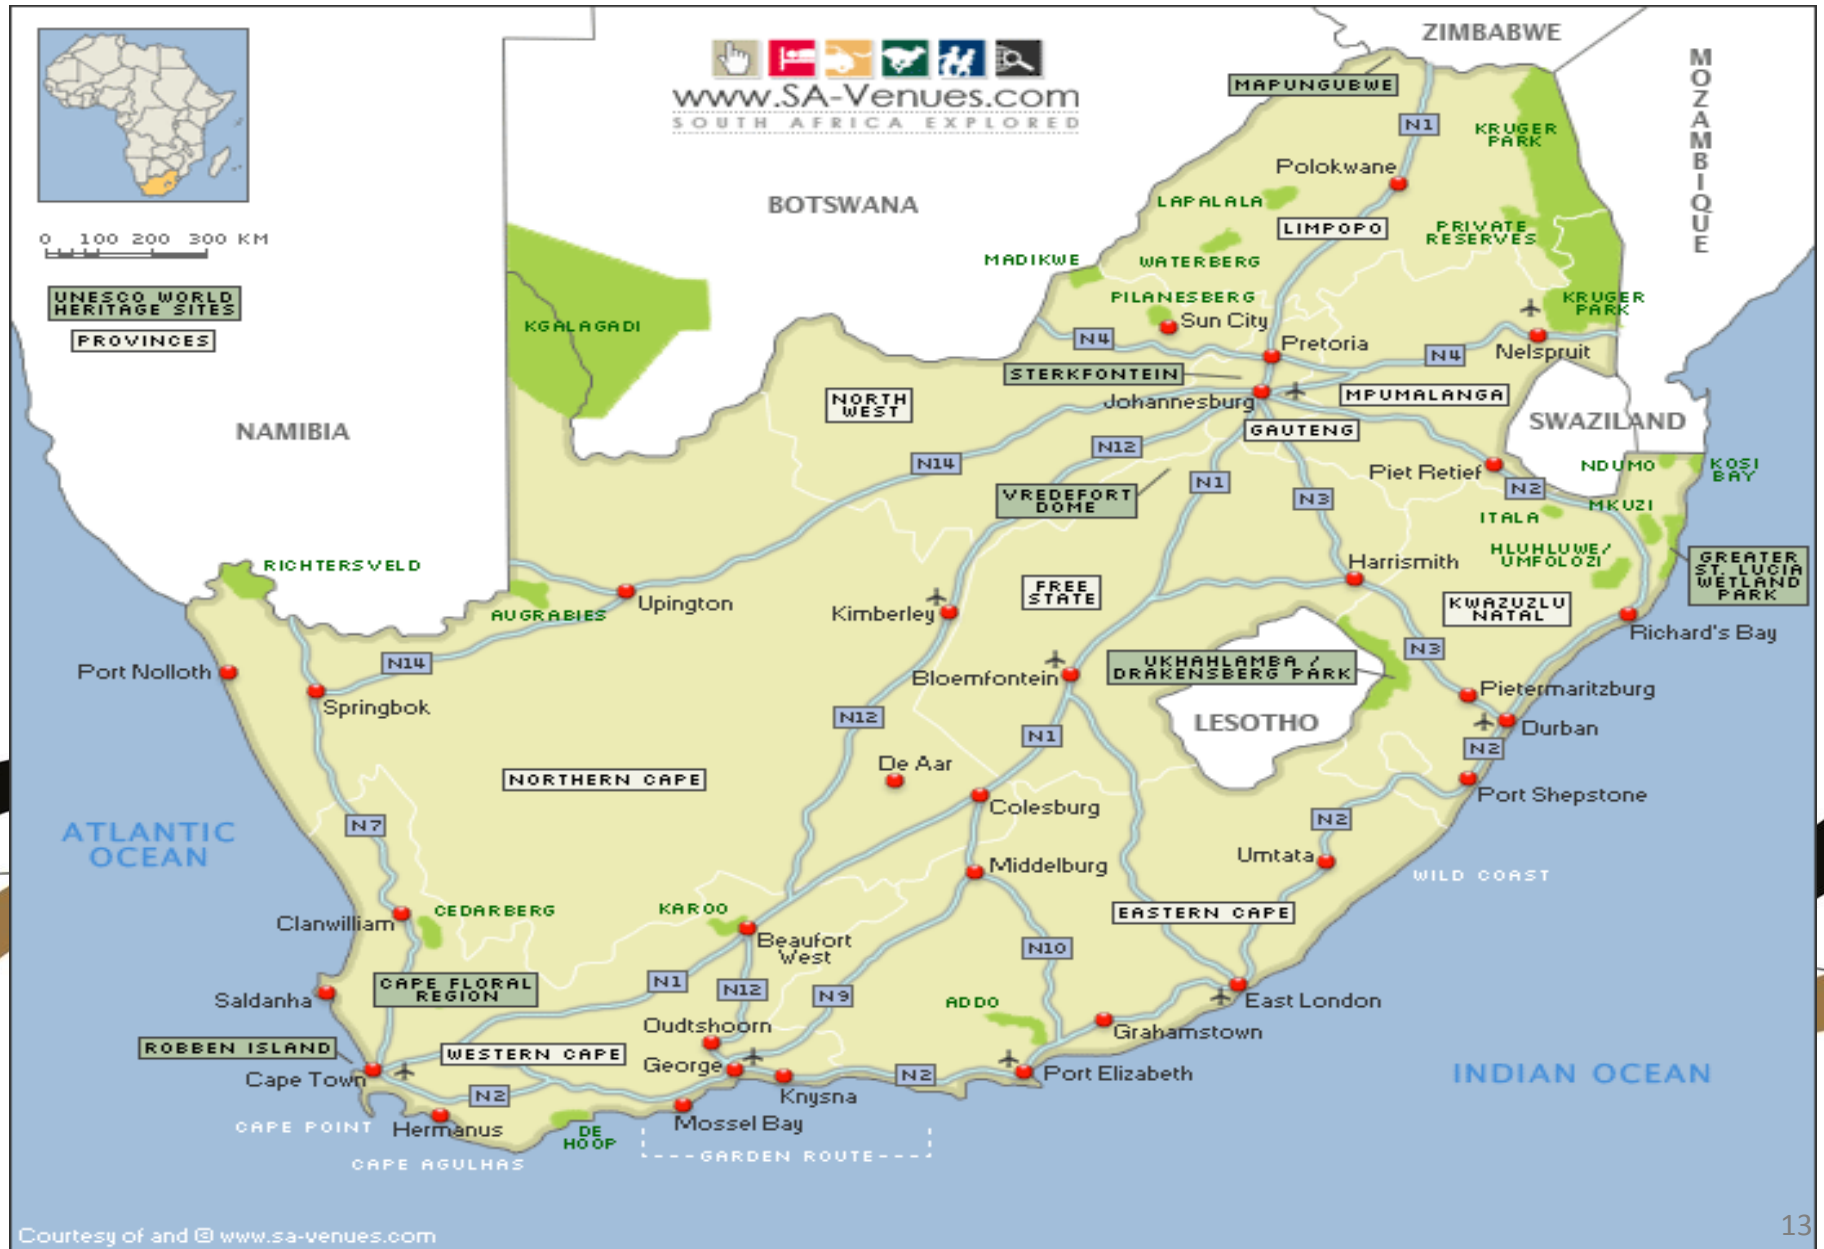 ZIMBABWE
MOZAMBIQUE
www.SA-Venues.com
SOUTH AFRICA EXPLORED
MAPUNGUBWE
N1
KRUGER
PARK
Polokwane
LAPALALA
BOTSWANA
LIMPOPO
PRIVATE
RESERVES
0 100 200 300 KM
MADIKWE
WATERBERG
UNESCO WORLD
HERITAGE SITES
PILANESBERG
KRUGER
PARK
Sun City
KGALAGADI
PROVINCES
N4
Pretoria
N4
Nelspruit
STERKFONTEIN
NORTH
WEST
Johannesburg
MPUMALANGA
SWAZILAND
NAMIBIA
GAUTENG
N12
N14
Piet Retief
NDUMO
KOSI
BAY
N1
N3
N2
VREDEFORT
DOME
MKUZI
ITALA
HLUHLUWE/
UMFOLOZI
GREATER
ST. LUCIA
WETLAND
PARK
RICHTERSVELD
Harrismith
FREE
STATE
Upington
AUGRABIES
Kimberley
KWAZUZLU
NATAL
Richard's Bay
N14
N3
Port Nolloth
UKHAHLAMBA /
DRAKENSBERG PARK
Bloemfontein
Pietermaritzburg
Springbok
N12
LESOTHO
Durban
N1
N2
De Aar
NORTHERN CAPE
Port Shepstone
Colesburg
N7
N2
ATLANTIC
OCEAN
Umtata
Middelburg
WILD COAST
CEDARBERG
KAROO
EASTERN CAPE
Clanwilliam
Beaufort
West
N10
N1
N12
N9
CAPE FLORAL
REGION
Saldanha
ADDO
East London
Oudtshoorn
Grahamstown
ROBBEN ISLAND
WESTERN CAPE
George
Cape Town
N2
Port Elizabeth
INDIAN OCEAN
N2
Knysna
CAPE POINT
Hermanus
Mossel Bay
DE
HOOP
GARDEN ROUTE
CAPE AGULHAS
13
Courtesy of and © www.sa-venues.com